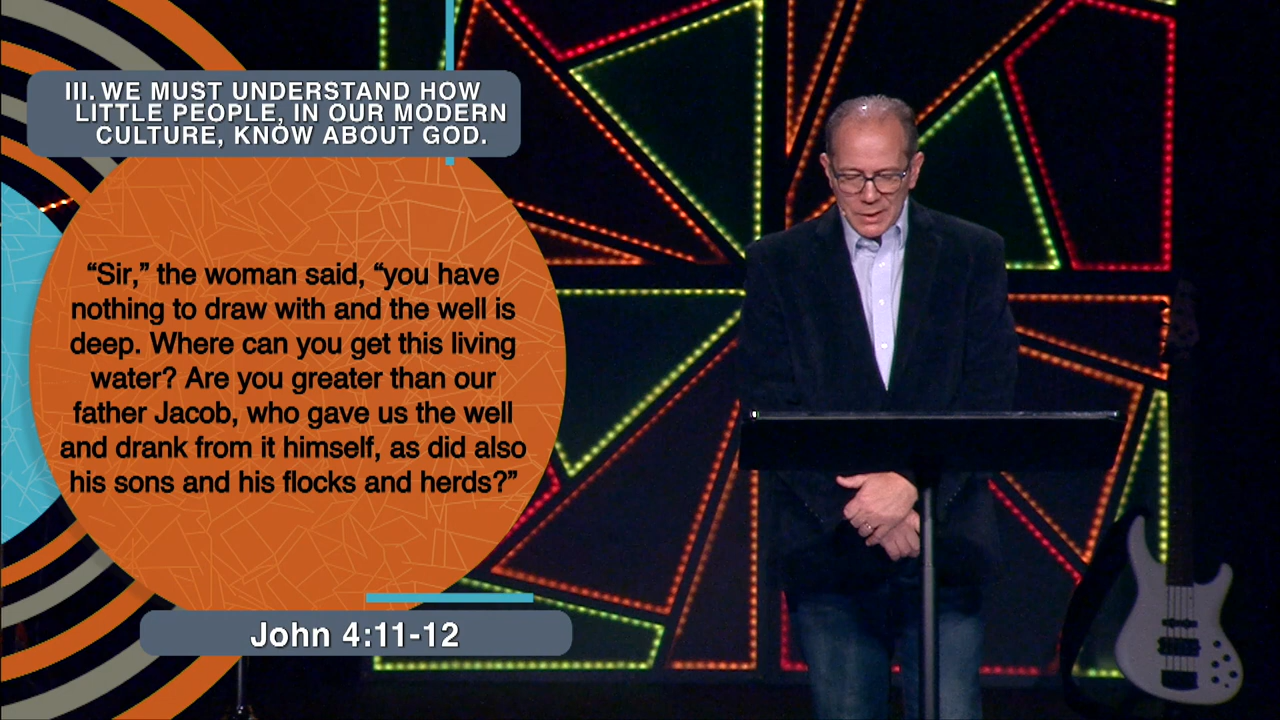 III. WE MUST UNDERSTAND HOW
LITTLE PEOPLE, IN OUR MODERN
CULTURE, KNOW ABOUT GOD.
“Sir,” the woman said, “you have
nothing to draw with and the well is
deep. Where can you get this living
water? Are you greater than our
father Jacob, who gave us the well
and drank from it himself, as did also
his sons and his flocks and herds?”
John 4:11-12